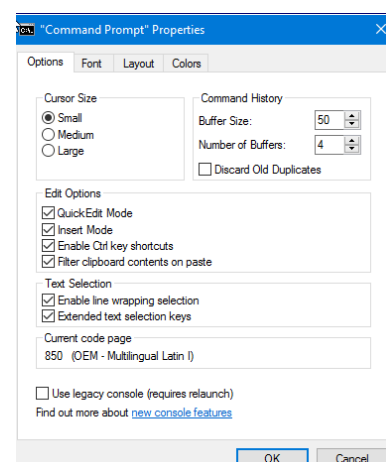 "Command Prompt" Properties
Options Font Layout Colors
Cursor Size
Small
Medium
Large
Command History
Buffer Size: 50
Number of Buffers: 4
Discard Old Duplicates
Edit Options
QuickEdit Mode
Insert Mode
Enable Ctrl key shortcuts
Filter clipboard contents on paste
Text Selection
Enable line wrapping selection
Extended text selection keys
Current code page
850 (OEM - Multilingual Latin I)
Use legacy console (requires relaunch)
Find out more about new console features
OK Cancel